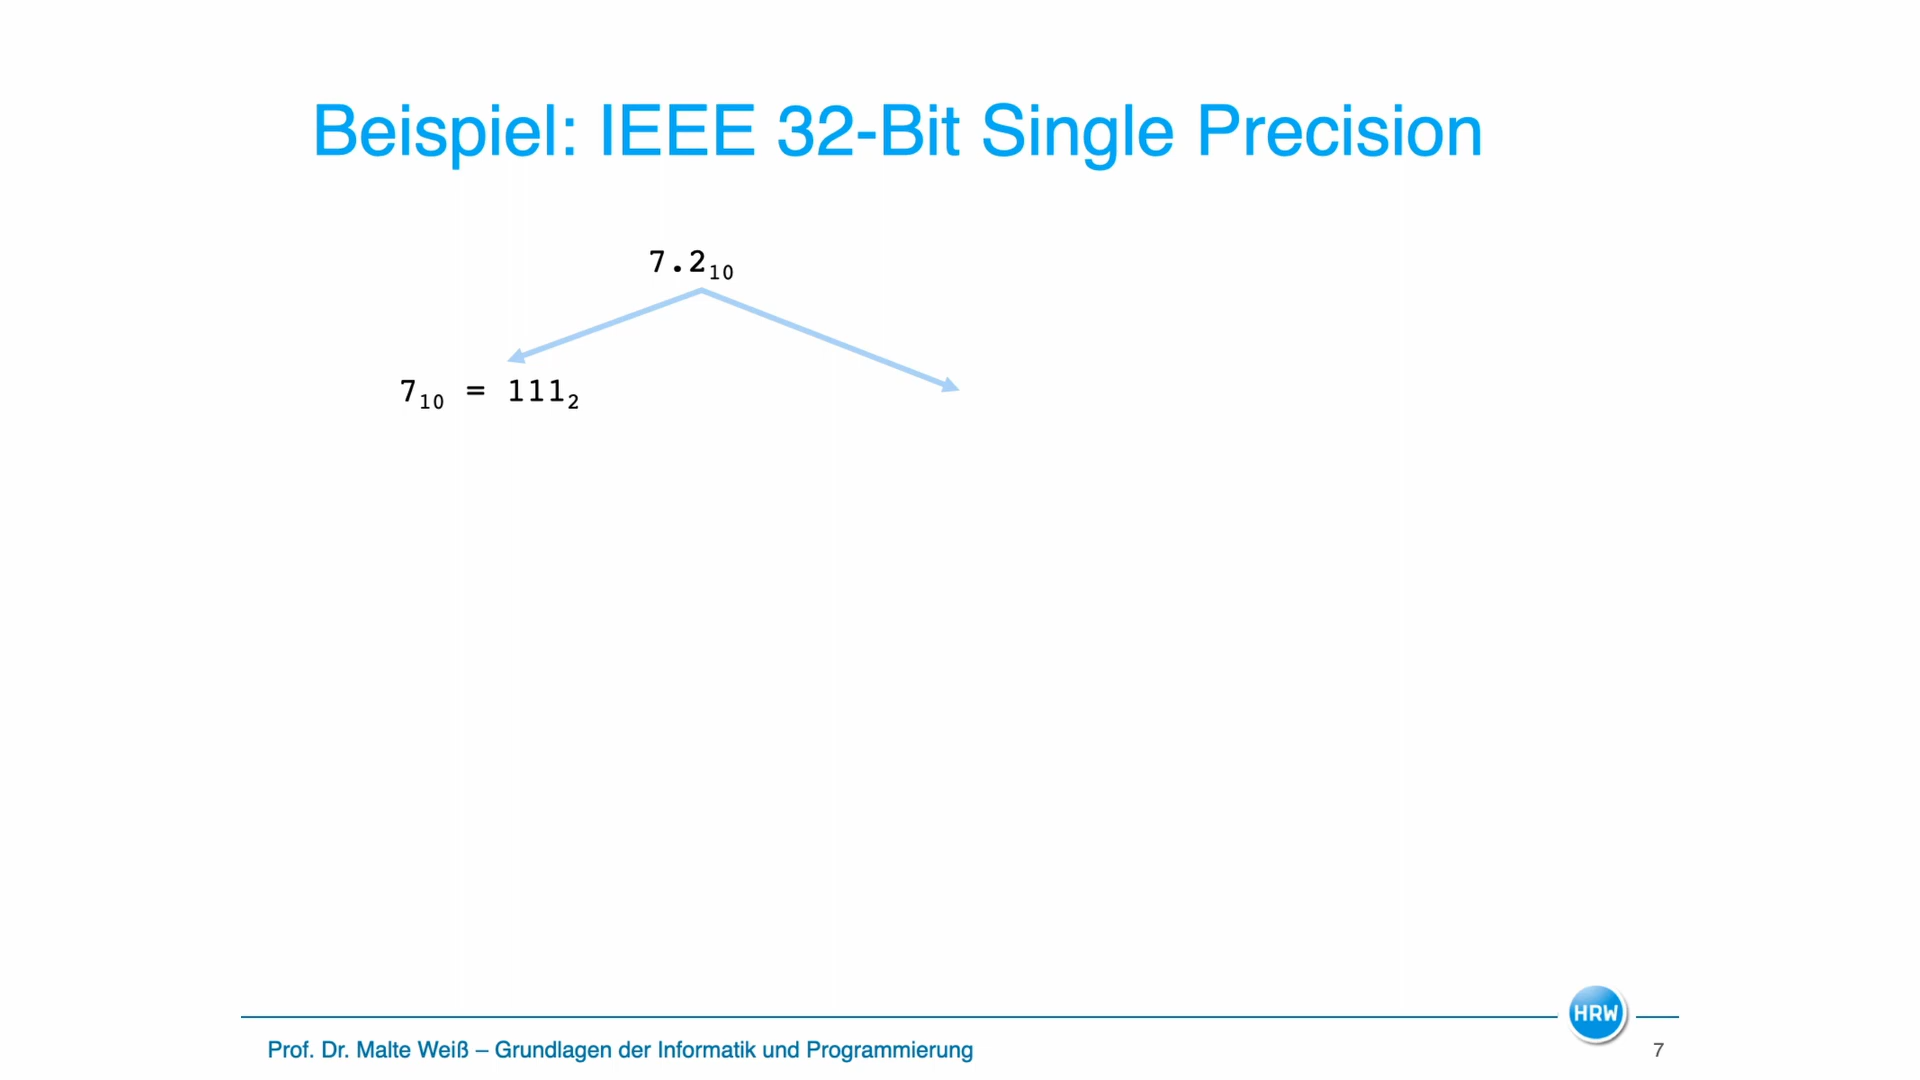 Beispiel: IEEE 32-Bit Single Precision
7.2₁₀
7₁₀ = 111₂
HRW
Prof. Dr. Malte Weiß – Grundlagen der Informatik und Programmierung
7